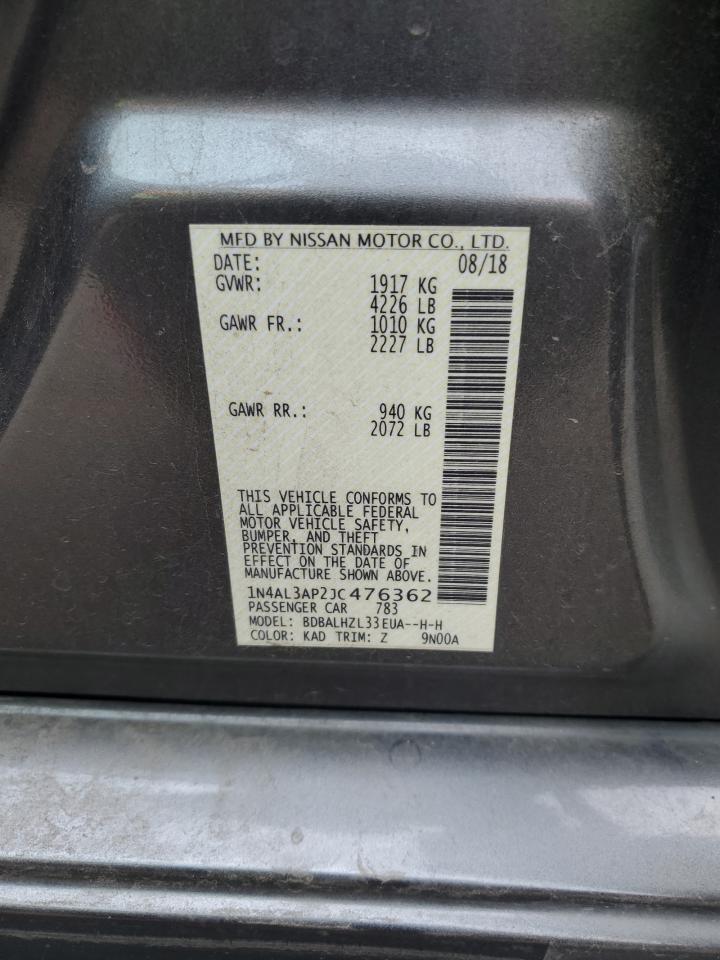 MFD BY NISSAN MOTOR CO., LTD.
DATE: 08/18
GVWR: 1917 KG
4226 LB
GAWR FR.: 1010 KG
2227 LB
GAWR RR.: 940 KG
2072 LB
THIS VEHICLE CONFORMS TO
ALL APPLICABLE FEDERAL
MOTOR VEHICLE SAFETY,
BUMPER, AND THEFT
PREVENTION STANDARDS IN
EFFECT ON THE DATE OF
MANUFACTURE SHOWN ABOVE.
1N4AL3AP2JC476362
PASSENGER CAR 783
MODEL: BDBALHZL33EUA--H-H
COLOR: KAD TRIM: Z 9N00A